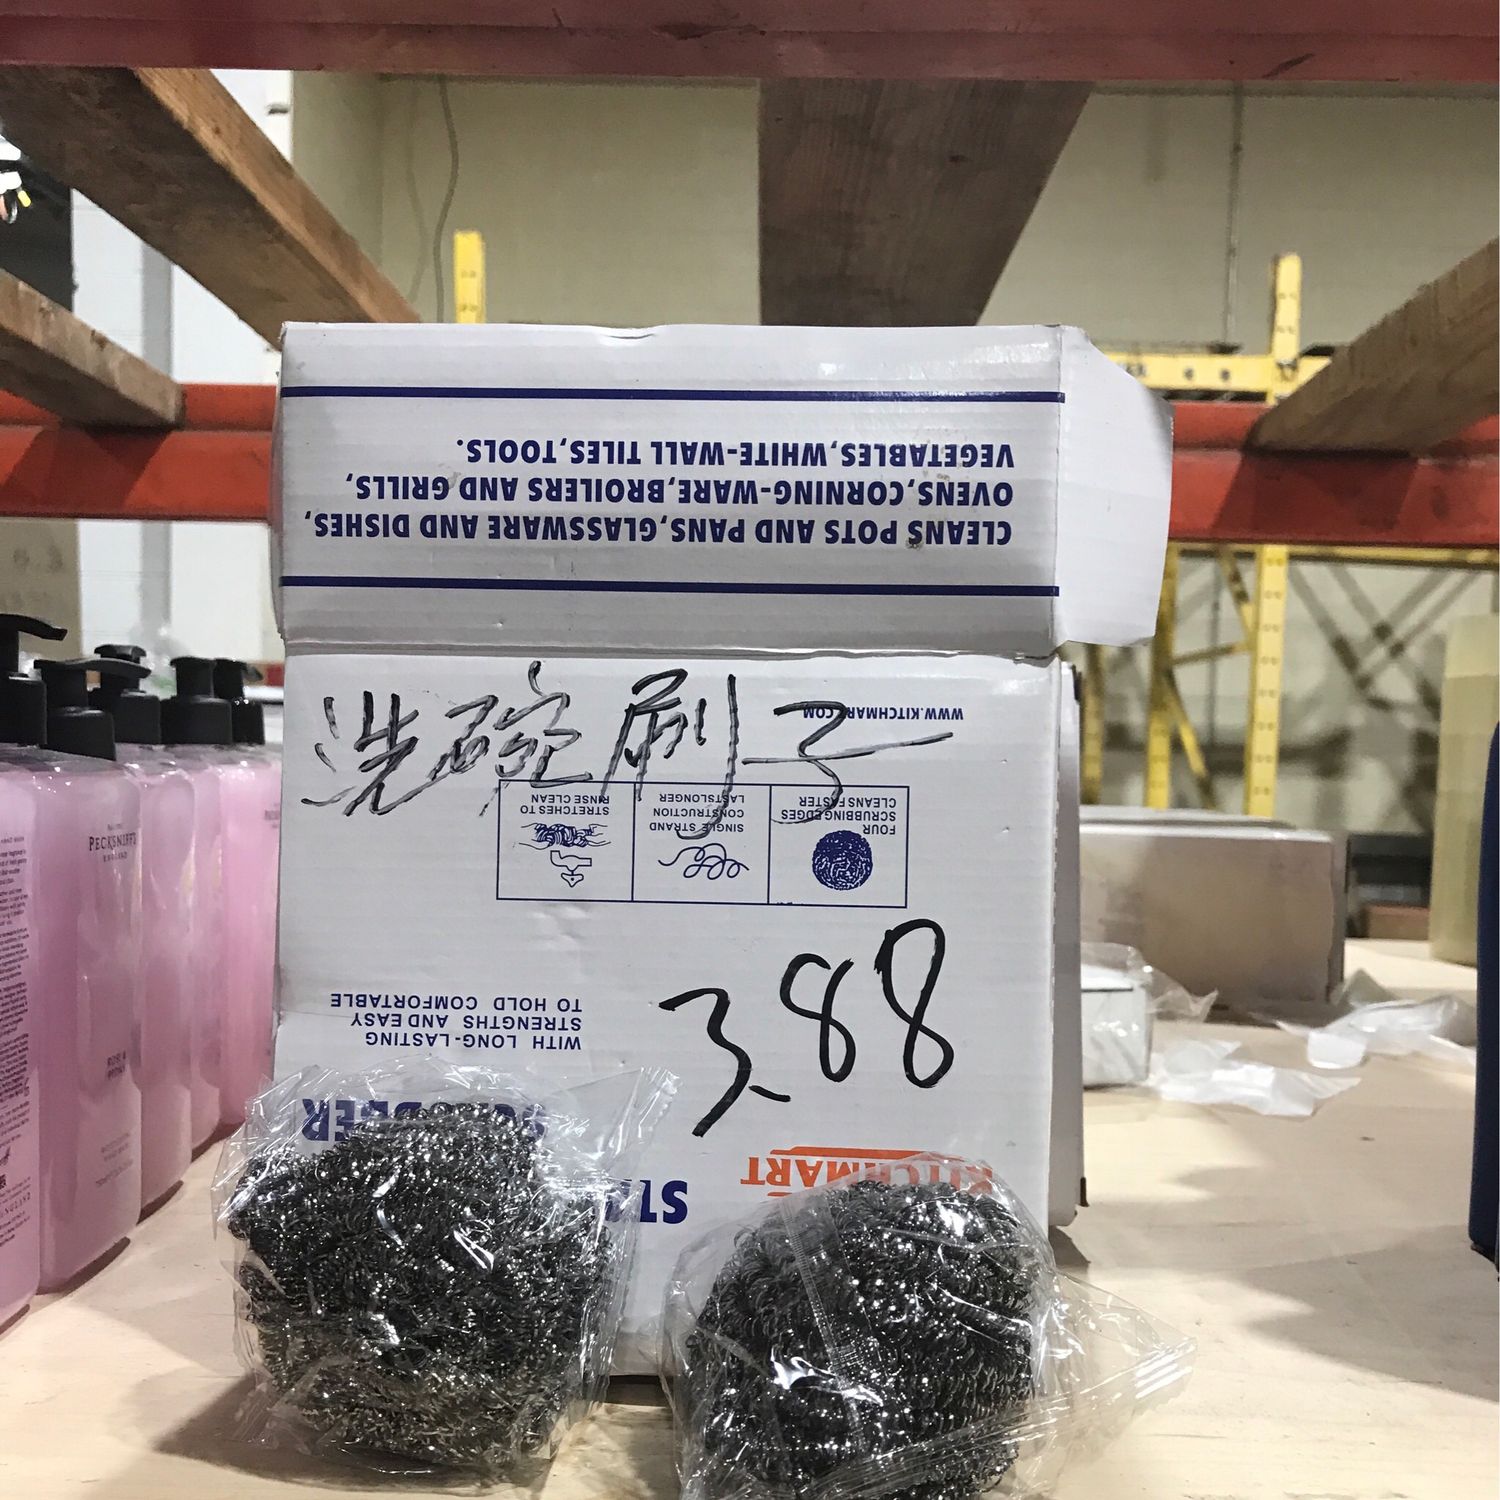 CLEANS POTS AND PANS,GLASSWARE AND DISHES,
OVENS,CORNING-WARE,BROILERS AND GRILLS,
VEGETABLES,WHITE-WALL TILES,TOOLS.
洗碗刷子
WWW.KITCHMART.COM
FOUR
SCRUBBING EDGES
CLEANS FASTER
SINGLE STRAND
CONSTRUCTION
LASTSLONGER
STRETCHES TO
RINSE CLEAN
3.88
WITH LONG-LASTING
STRENGTHS AND EASY
TO HOLD COMFORTABLE
KITCHMART
PECKSNIFF'S
ENGLAND